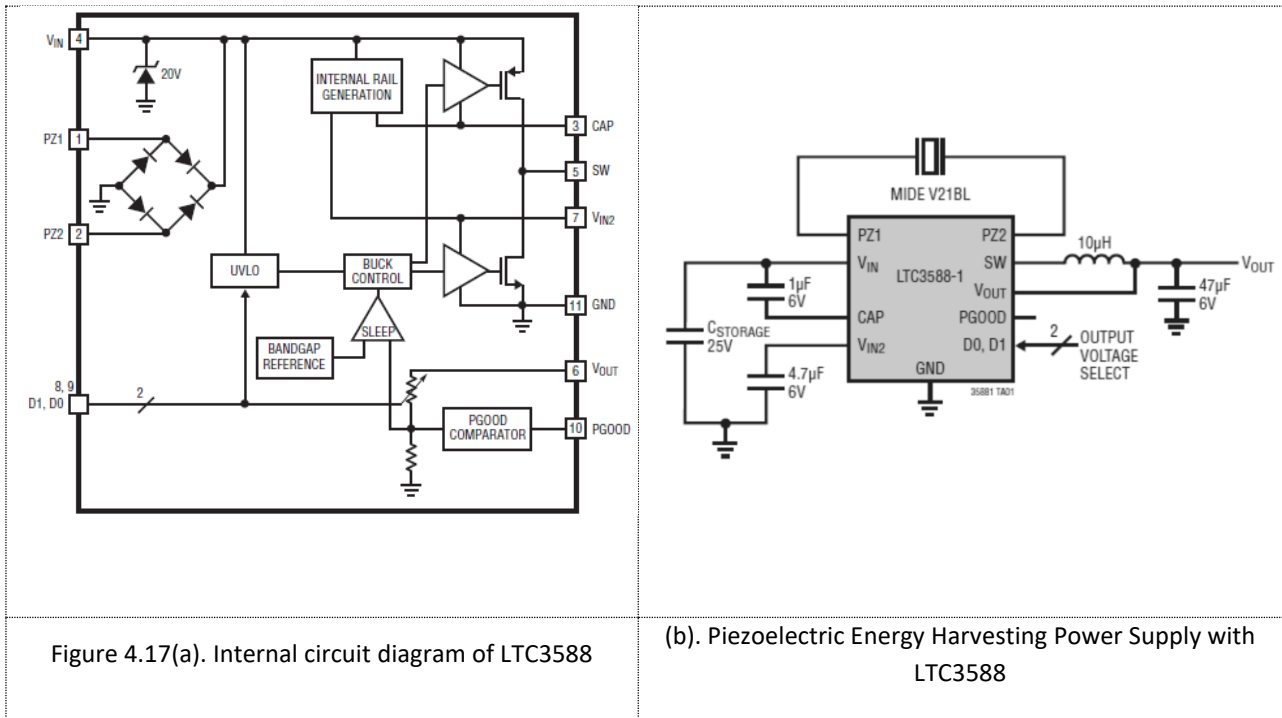 VIN 4
20V
INTERNAL RAIL
GENERATION
PZ1 1
3 CAP
5 SW
7 VIN2
PZ2 2
UVLO
BUCK
CONTROL
11 GND
SLEEP
BANDGAP
REFERENCE
6 VOUT
8, 9
D1, D0
2
PGOOD
COMPARATOR
10 PGOOD
MIDE V21BL
PZ1
PZ2
VIN
SW
LTC3588-1
VOUT
CAP
PGOOD
VIN2
D0, D1
GND
10µH
VOUT
1µF
6V
47µF
6V
CSTORAGE
25V
4.7µF
6V
2
OUTPUT
VOLTAGE
SELECT
35881 TA01
Figure 4.17(a). Internal circuit diagram of LTC3588
(b). Piezoelectric Energy Harvesting Power Supply with
LTC3588